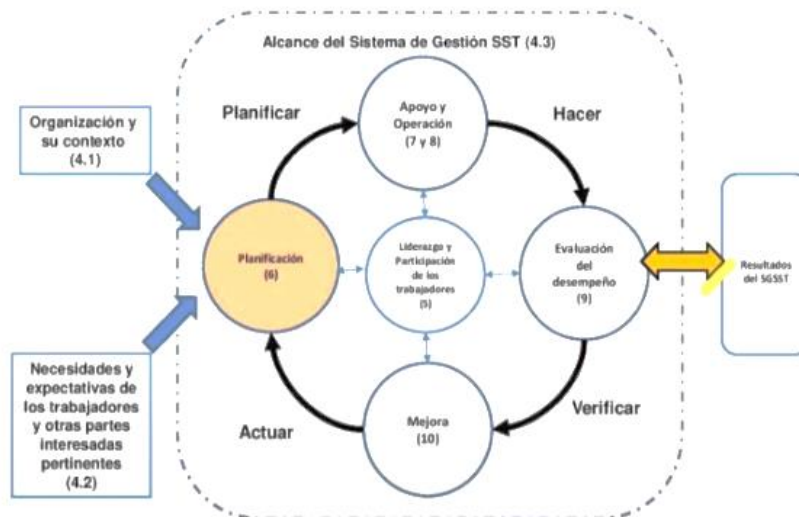 Alcance del Sistema de Gestión SST (4.3)
Organización y
su contexto
(4.1)
Planificar
Apoyo y
Operación
(7 y 8)
Hacer
Planificación
(6)
Liderazgo y
Participación
de los
trabajadores
(5)
Evaluación
del
desempeño
(9)
Resultados
del SGSST
Necesidades y
expectativas de
los trabajadores
y otras partes
interesadas
pertinentes
(4.2)
Actuar
Mejora
(10)
Verificar